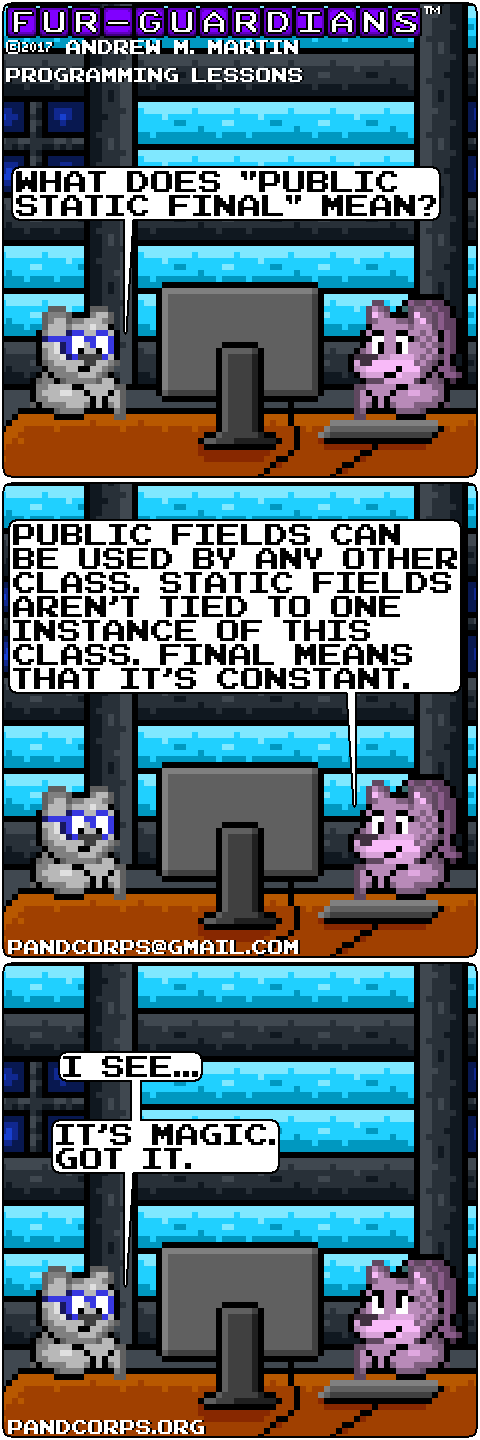 FUR-GUARDIANS™
©2017 ANDREW M. MARTIN
PROGRAMMING LESSONS
WHAT DOES "PUBLIC
STATIC FINAL" MEAN?
PUBLIC FIELDS CAN
BE USED BY ANY OTHER
CLASS. STATIC FIELDS
AREN'T TIED TO ONE
INSTANCE OF THIS
CLASS. FINAL MEANS
THAT IT'S CONSTANT.
PANDCORPS@GMAIL.COM
I SEE...
IT'S MAGIC.
GOT IT.
PANDCORPS.ORG